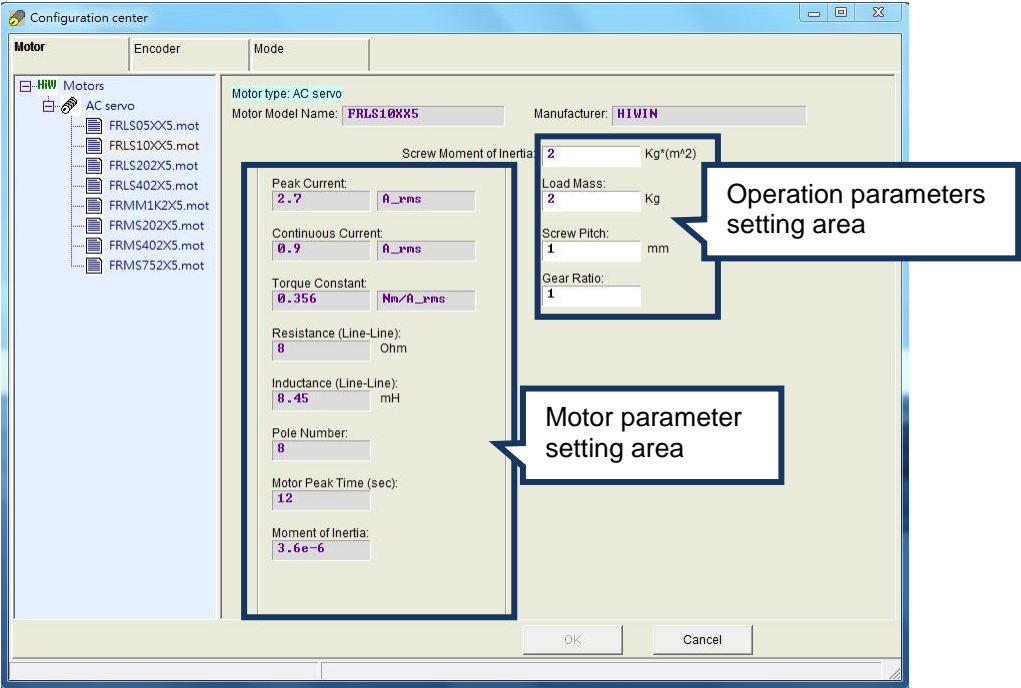 Configuration center
Motor
Encoder
Mode
HiW Motors
AC servo
FRLS05XX5.mot
FRLS10XX5.mot
FRLS202X5.mot
FRLS402X5.mot
FRMM1K2X5.mot
FRMS202X5.mot
FRMS402X5.mot
FRMS752X5.mot
Motor type: AC servo
Motor Model Name: FRLS10XX5
Manufacturer: HIWIN
Screw Moment of Inertia: 2 Kg*(m^2)
Peak Current:
2.7 A_rms
Continuous Current:
0.9 A_rms
Torque Constant:
0.356 Nm/A_rms
Resistance (Line-Line):
8 Ohm
Inductance (Line-Line):
8.45 mH
Pole Number:
8
Motor Peak Time (sec):
12
Moment of Inertia:
3.6e-6
Load Mass:
2 Kg
Screw Pitch:
1 mm
Gear Ratio:
1
Operation parameters
setting area
Motor parameter
setting area
OK
Cancel